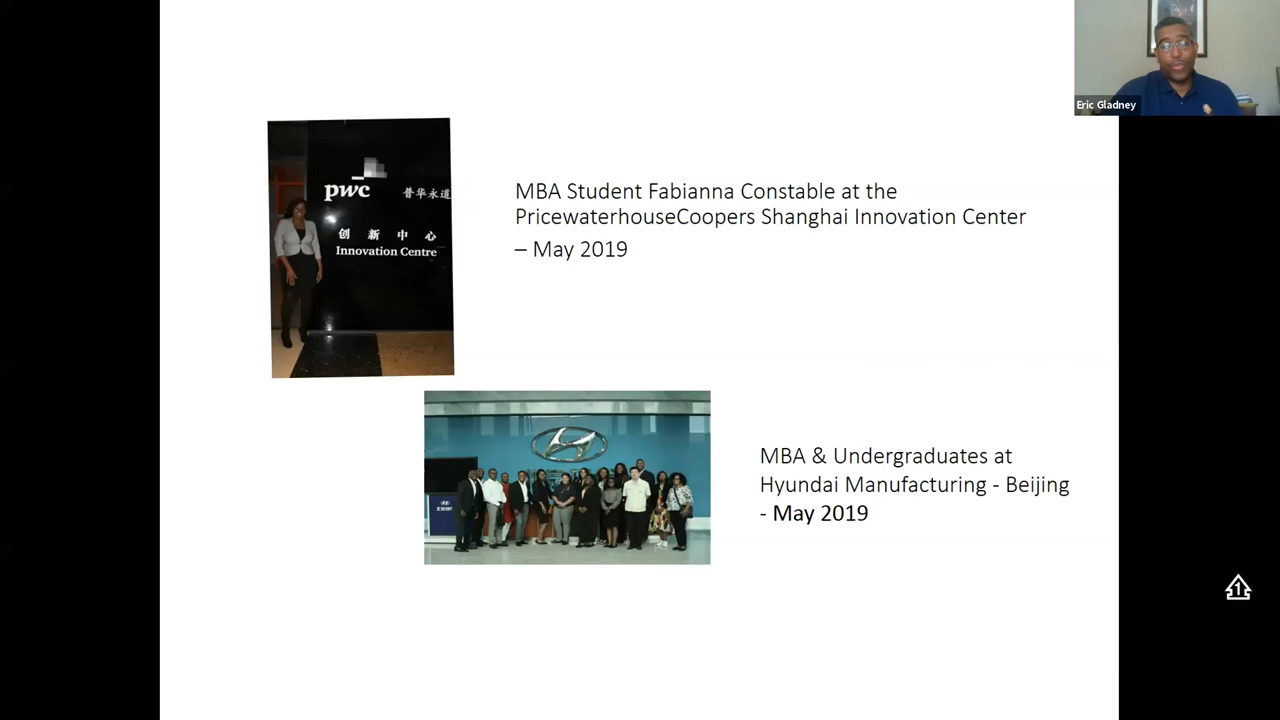 Eric Gladney
pwc 普华永道
创新中心
Innovation Centre
MBA Student Fabianna Constable at the
PricewaterhouseCoopers Shanghai Innovation Center
– May 2019
MBA & Undergraduates at
Hyundai Manufacturing - Beijing
- May 2019
1